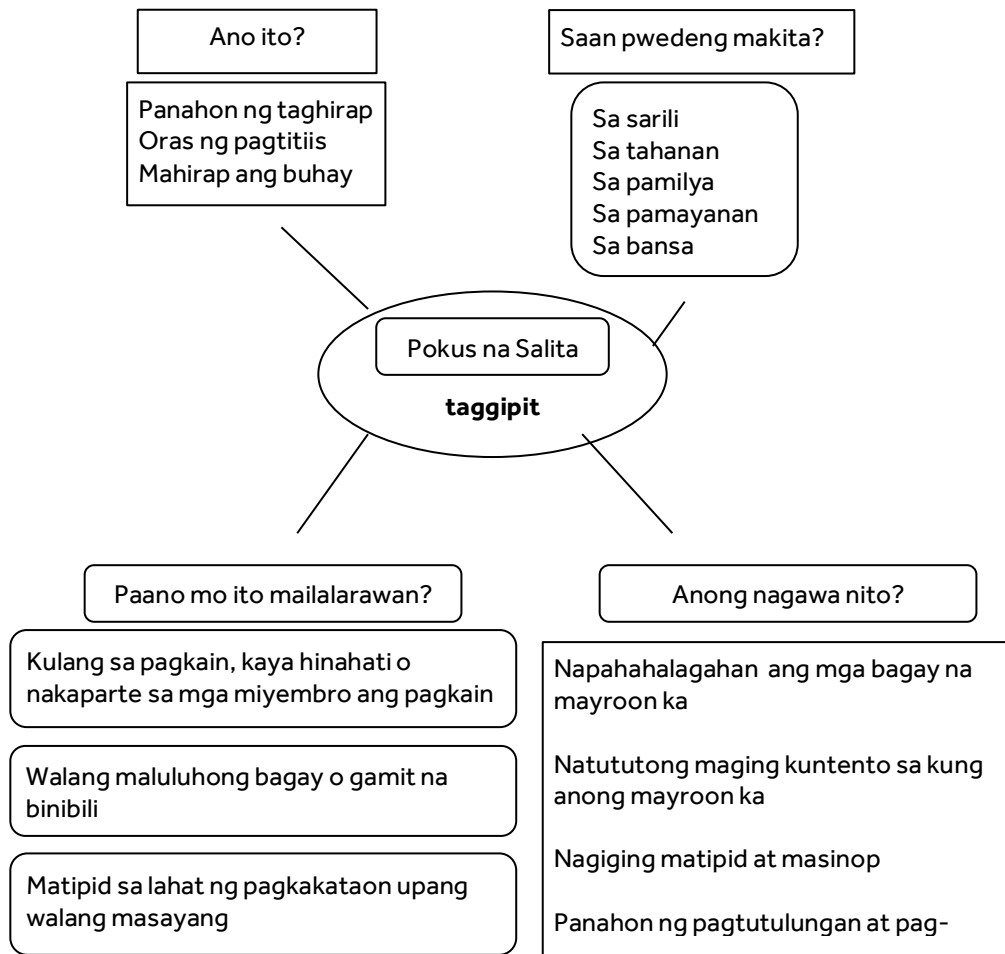 Ano ito?
Panahon ng taghirap
Oras ng pagtitiis
Mahirap ang buhay
Saan pwedeng makita?
Sa sarili
Sa tahanan
Sa pamilya
Sa pamayanan
Sa bansa
Pokus na Salita
taggipit
Paano mo ito mailalarawan?
Kulang sa pagkain, kaya hinahati o
nakaparte sa mga miyembro ang pagkain
Walang maluluhong bagay o gamit na
binibili
Matipid sa lahat ng pagkakataon upang
walang masayang
Anong nagawa nito?
Napahahalagahan ang mga bagay na
mayroon ka
Natututong maging kuntento sa kung
anong mayroon ka
Nagiging matipid at masinop
Panahon ng pagtutulungan at pag-